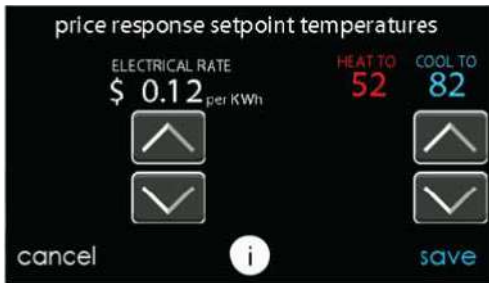 price response setpoint temperatures
ELECTRICAL RATE HEAT TO COOL TO
$ 0.12 per KWh 52 82
cancel i save